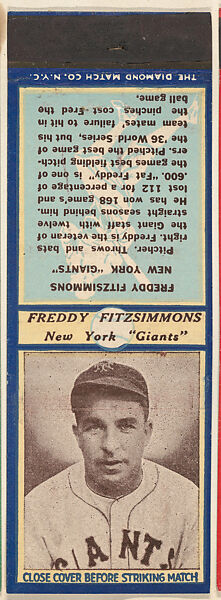 THE DIAMOND MATCH CO. N.Y.C.
FREDDY FITZSIMMONS
NEW YORK "GIANTS"
Pitcher. Throws and bats
right. Freddy is the veteran of
the Giant staff with twelve
straight seasons behind him.
He has won 168 games and
lost 112 for a percentage of
.600. "Fat" Freddy" is one of
the games best fielding pitch-
ers. Pitched the best game of
the '36 World Series, but his
team mates failure to hit in
the pinches cost the Fred
ball game.
FREDDY FITZSIMMONS
New York "Giants"
NY
GIANTS
CLOSE COVER BEFORE STRIKING MATCH